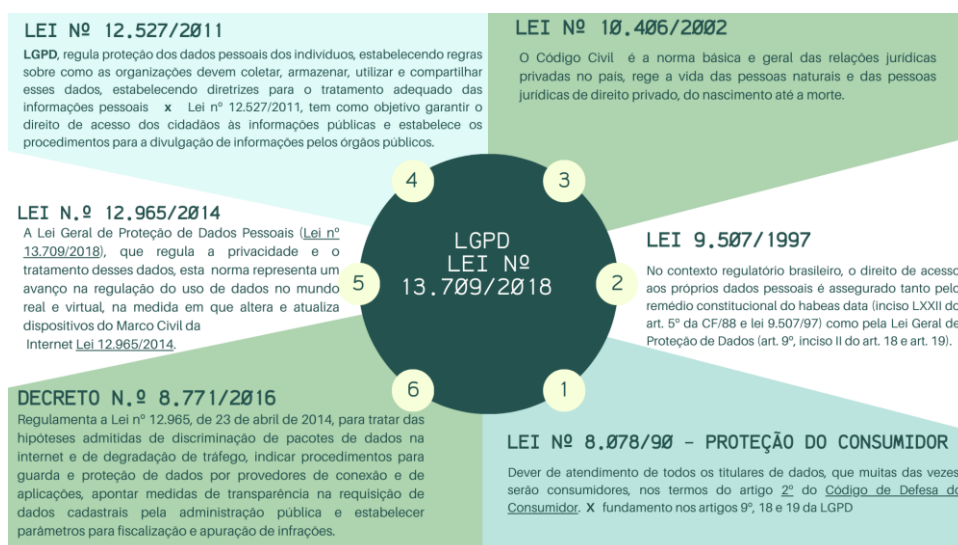 LEI Nº 12.527/2011
LGPD, regula proteção dos dados pessoais dos indivíduos, estabelecendo regras
sobre como as organizações devem coletar, armazenar, utilizar e compartilhar
esses dados, estabelecendo diretrizes para o tratamento adequado das
informações pessoais x Lei nº 12.527/2011, tem como objetivo garantir o
direito de acesso dos cidadãos às informações públicas e estabelece os
procedimentos para a divulgação de informações pelos órgãos públicos.
LEI Nº 10.406/2002
O Código Civil é a norma básica e geral das relações jurídicas
privadas no país, rege a vida das pessoas naturais e das pessoas
jurídicas de direito privado, do nascimento até a morte.
4
3
LEI N.º 12.965/2014
A Lei Geral de Proteção de Dados Pessoais (Lei nº
13.709/2018), que regula a privacidade e o
tratamento desses dados, esta norma representa um
avanço na regulação do uso de dados no mundo
real e virtual, na medida em que altera e atualiza
dispositivos do Marco Civil da
Internet Lei 12.965/2014.
5
LGPD
LEI Nº
13.709/2018
2
LEI 9.507/1997
No contexto regulatório brasileiro, o direito de acesso
aos próprios dados pessoais é assegurado tanto pelo
remédio constitucional do habeas data (inciso LXXII do
art. 5º da CF/88 e lei 9.507/97) como pela Lei Geral de
Proteção de Dados (art. 9º, inciso II do art. 18 e art. 19).
6
1
DECRETO N.º 8.771/2016
Regulamenta a Lei nº 12.965, de 23 de abril de 2014, para tratar das
hipóteses admitidas de discriminação de pacotes de dados na
internet e de degradação de tráfego, indicar procedimentos para
guarda e proteção de dados por provedores de conexão e de
aplicações, apontar medidas de transparência na requisição de
dados cadastrais pela administração pública e estabelecer
parâmetros para fiscalização e apuração de infrações.
LEI Nº 8.078/90 - PROTEÇÃO DO CONSUMIDOR
Dever de atendimento de todos os titulares de dados, que muitas das vezes
serão consumidores, nos termos do artigo 2º do Código de Defesa do
Consumidor. X fundamento nos artigos 9º, 18 e 19 da LGPD